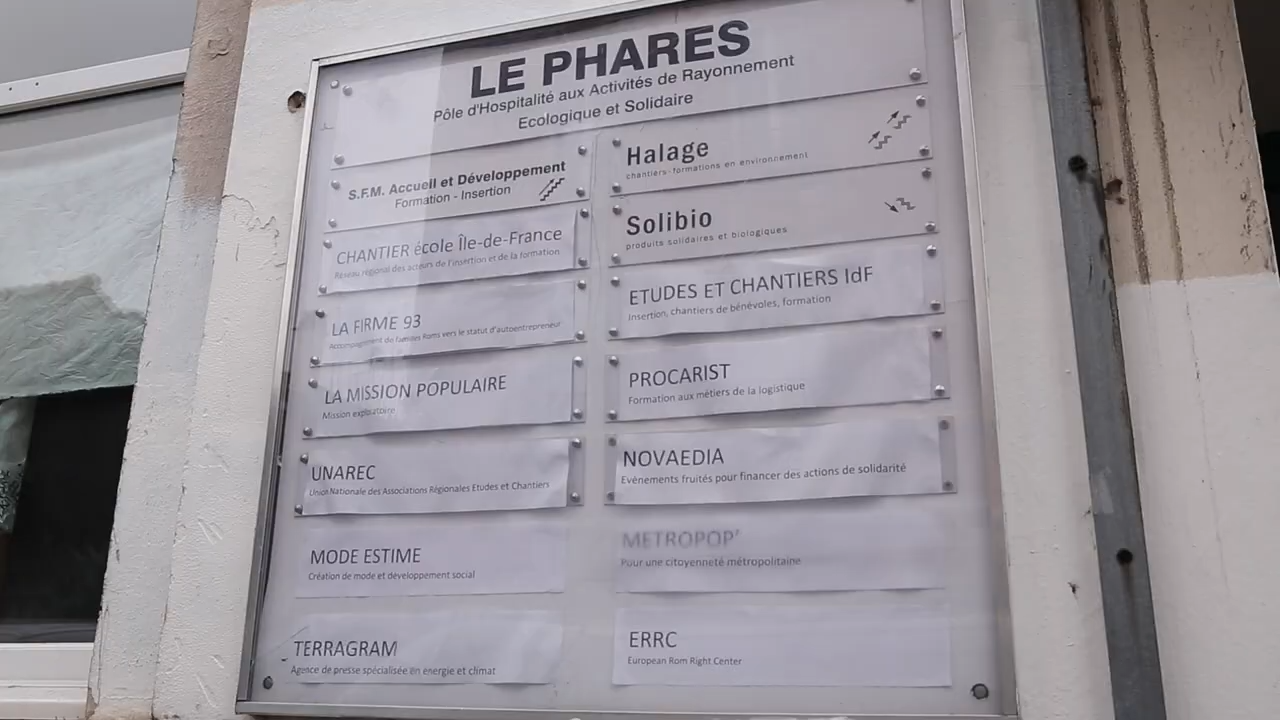 LE PHARES
Pôle d'Hospitalité aux Activités de Rayonnement
Ecologique et Solidaire
S.F.M. Accueil et Développement
Formation - Insertion
CHANTIER école Île-de-France
Réseau régional des acteurs de l'insertion et de la formation
LA FIRME 93
Accompagnement de familles Roms vers le statut d'autoentrepreneur
LA MISSION POPULAIRE
Mission exploratoire
UNAREC
Union Nationale des Associations Régionales Etudes et Chantiers
MODE ESTIME
Création de mode et développement social
TERRAGRAM
Agence de presse spécialisée en énergie et climat
Halage
chantiers-formations en environnement
Solibio
produits solidaires et biologiques
ETUDES ET CHANTIERS IdF
Insertion, chantiers de bénévoles, formation
PROCARIST
Formation aux métiers de la logistique
NOVAEDIA
Evénements fruités pour financer des actions de solidarité
METROPOP'
Pour une citoyenneté métropolitaine
ERRC
European Rom Right Center